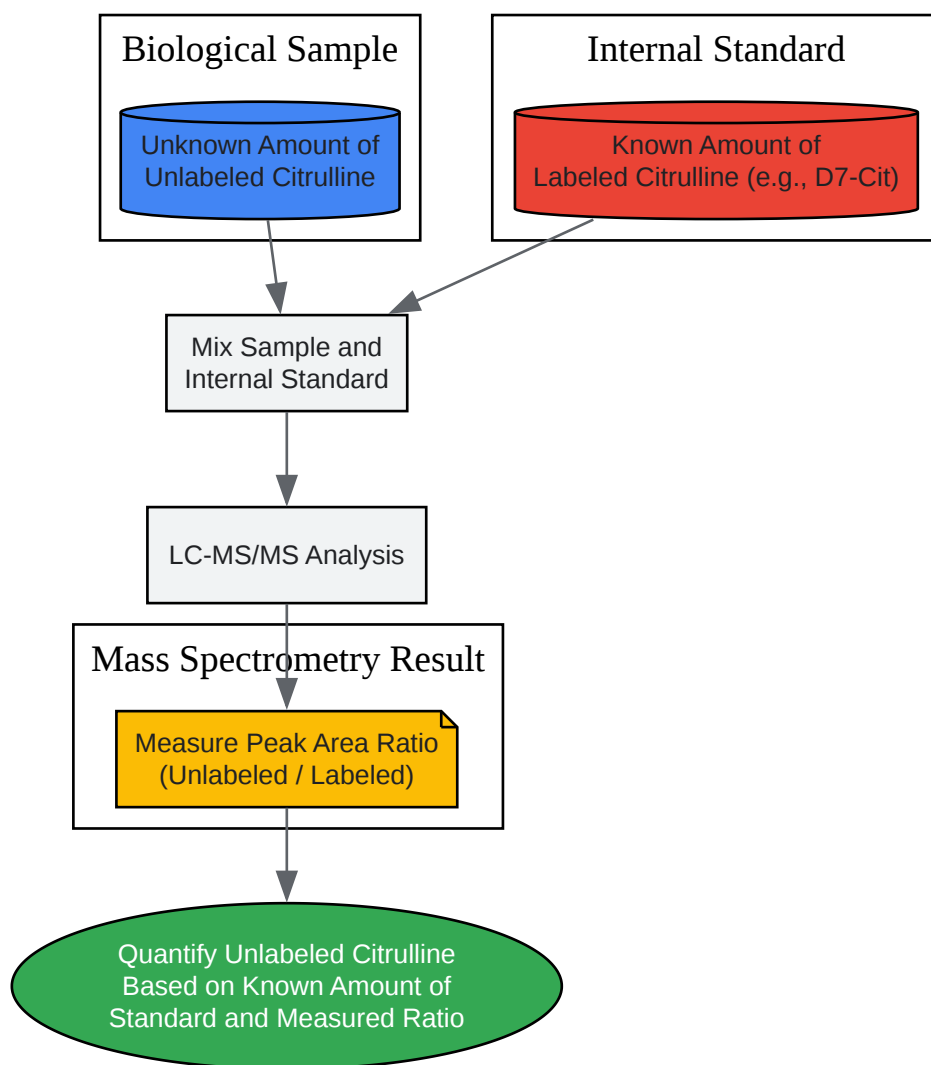 Biological Sample
Internal Standard
Unknown Amount of
Unlabeled Citrulline
Known Amount of
Labeled Citrulline (e.g., D7-Cit)
Mix Sample and
Internal Standard
LC-MS/MS Analysis
Mass Spectrometry Result
Measure Peak Area Ratio
(Unlabeled / Labeled)
Quantify Unlabeled Citrulline
Based on Known Amount of
Standard and Measured Ratio